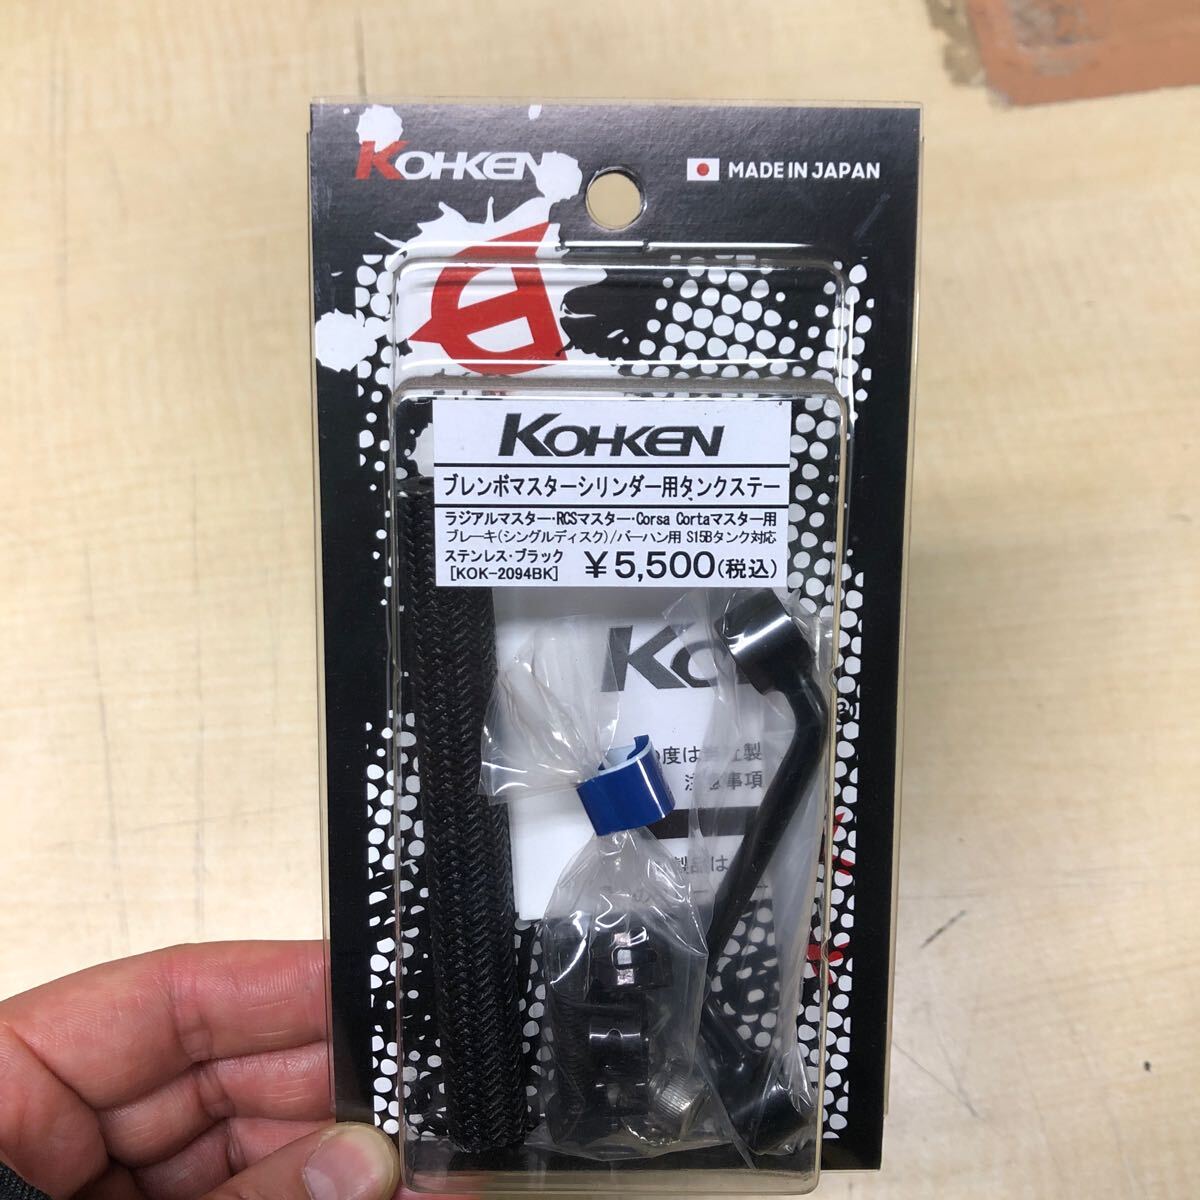 KOHKEN
MADE IN JAPAN
KOHKEN
ブレンボマスターシリンダー用タンクステー
ラジアルマスター・RCSマスター・Corsa Cortaマスター用
ブレーキ(シングルディスク)/バーハン用 S15Bタンク対応
ステンレス・ブラック
[KOK-2094BK]
￥5,500(税込)
度は
製
注
事項
製品は